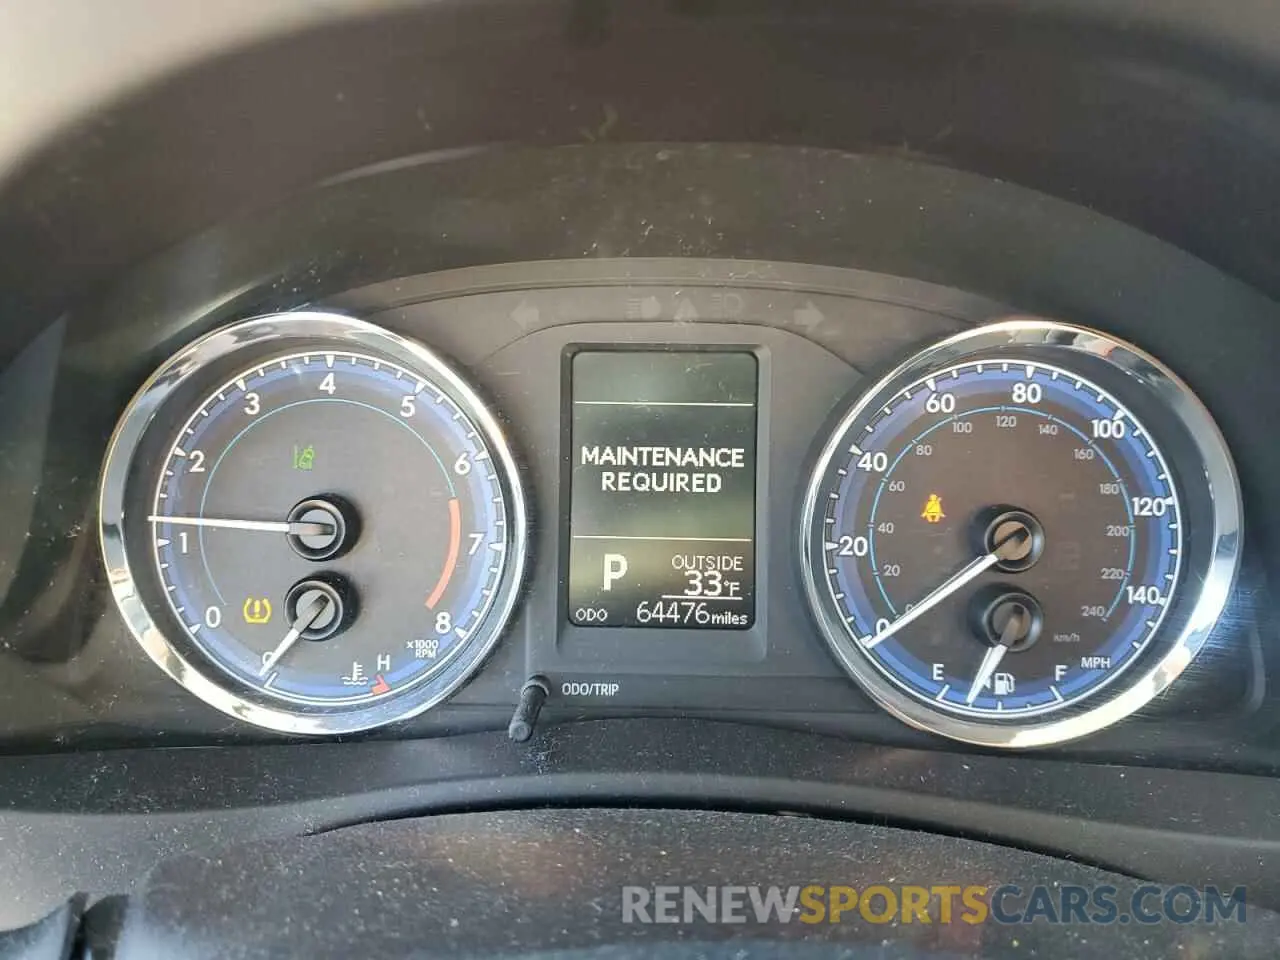 0
1
2
3
4
5
6
7
8
x1000
RPM
C
H
MAINTENANCE
REQUIRED
P
OUTSIDE
33°F
ODO 64476 miles
ODO/TRIP
0
20
40
60
80
100
120
140
MPH
0
20
40
60
80
100
120
140
160
180
200
220
240
km/h
E
F
RENEWSPORTSCARS.COM